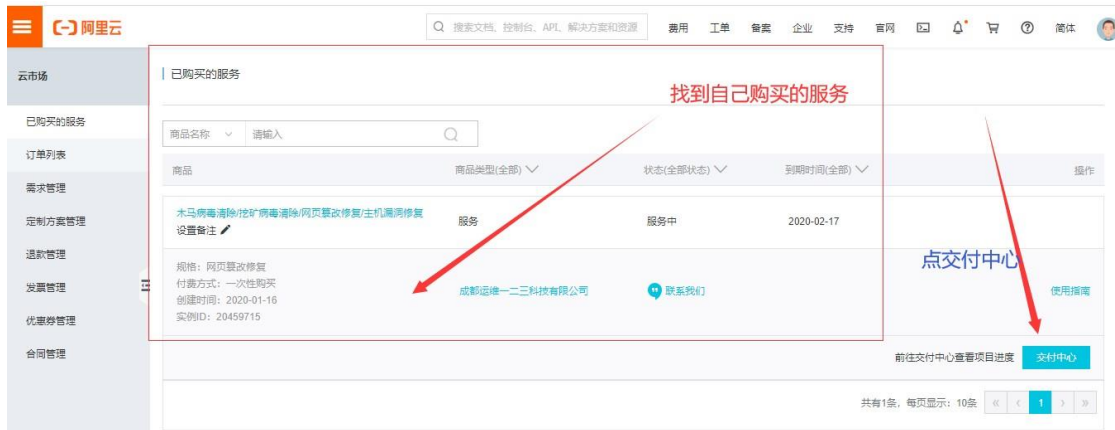 阿里云
搜索文档、控制台、API、解决方案和资源
费用 工单 备案 企业 支持 官网 简体
云市场
已购买的服务
订单列表
需求管理
定制方案管理
退款管理
发票管理
优惠券管理
合同管理
已购买的服务
找到自己购买的服务
商品名称 请输入
商品 商品类型(全部) 状态(全部状态) 到期时间(全部) 操作
木马病毒清除/挖矿病毒清除/网页篡改修复/主机漏洞修复 服务 服务中 2020-02-17
设置备注
点交付中心
规格：网页篡改修复
付费方式：一次性购买
创建时间：2020-01-16
实例ID：20459715
成都运维一二三科技有限公司 联系我们 使用指南
前往交付中心查看项目进度 交付中心
共有1条，每页显示：10条 « < 1 > »